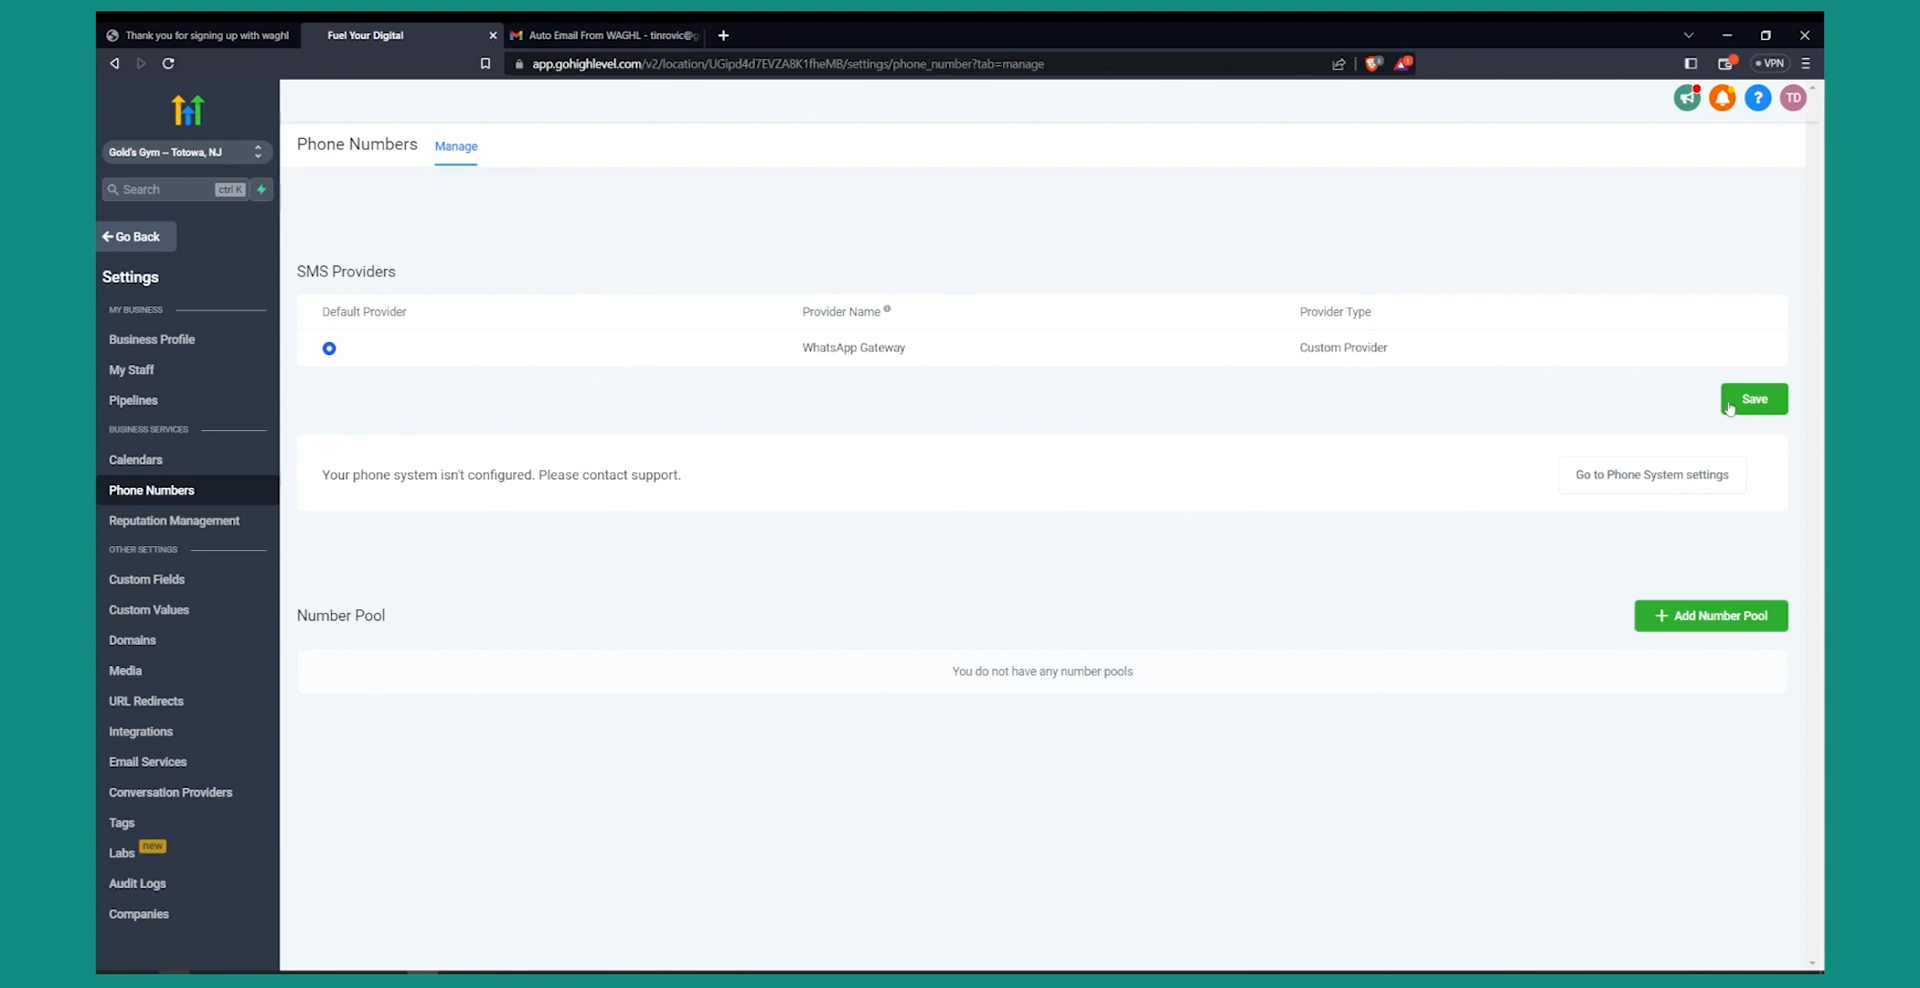 Thank you for signing up with waghl
Fuel Your Digital
Auto Email From WAGHL - tinrovic@g
app.gohighlevel.com/v2/location/UGipd4d7EVZA8K1fheMB/settings/phone_number?tab=manage
VPN
TD
Gold's Gym -- Totowa, NJ
Search ctrl K
Go Back
Settings
MY BUSINESS
Business Profile
My Staff
Pipelines
BUSINESS SERVICES
Calendars
Phone Numbers
Reputation Management
OTHER SETTINGS
Custom Fields
Custom Values
Domains
Media
URL Redirects
Integrations
Email Services
Conversation Providers
Tags
Labs new
Audit Logs
Companies
Phone Numbers Manage
SMS Providers
Default Provider Provider Name Provider Type
WhatsApp Gateway Custom Provider
Save
Your phone system isn't configured. Please contact support. Go to Phone System settings
Number Pool + Add Number Pool
You do not have any number pools